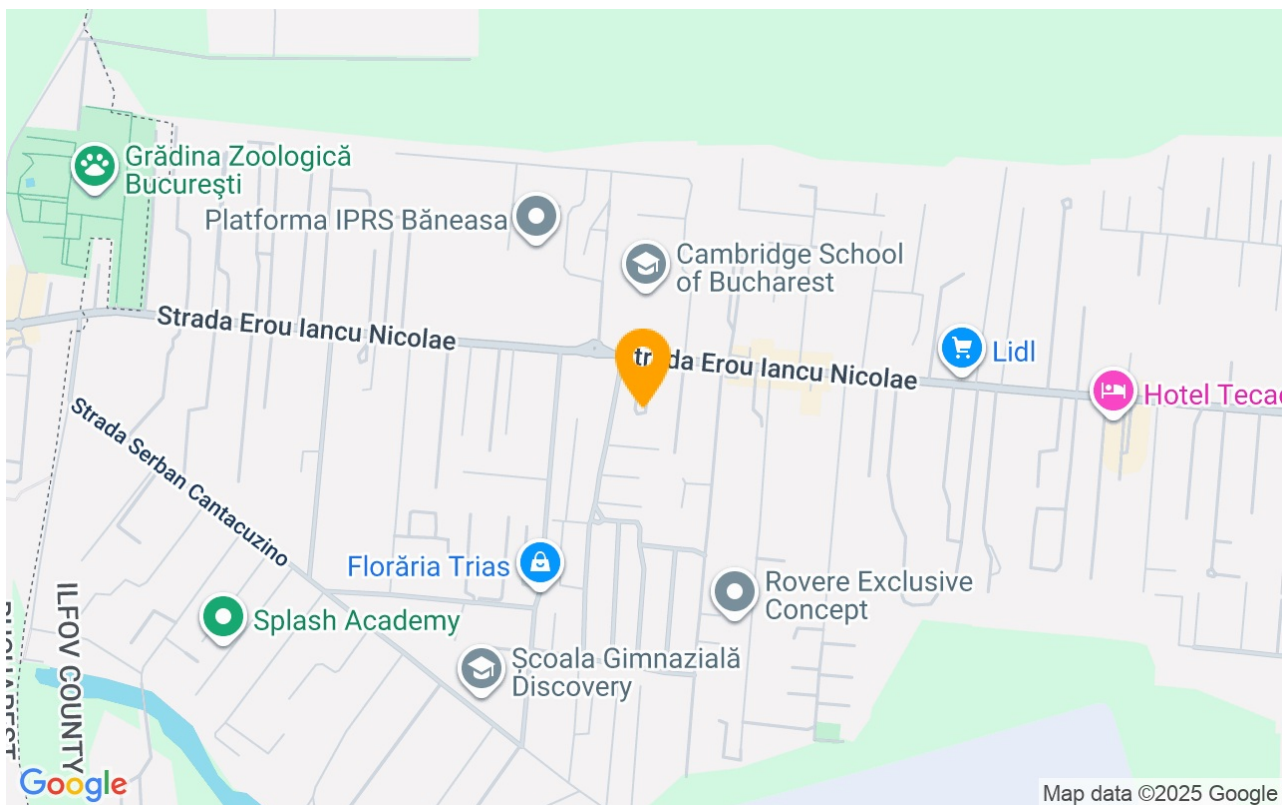 Grădina Zoologică
București
Platforma IPRS Băneasa
Cambridge School
of Bucharest
Strada Erou Iancu Nicolae
trada Erou Iancu Nicolae
Lidl
Hotel Teca
Strada Serban Cantacuzino
Florăria Trias
Rovere Exclusive
Concept
Splash Academy
Școala Gimnazială
Discovery
ILFOV COUNTY
BUCHAREST
Google
Map data ©2025 Google